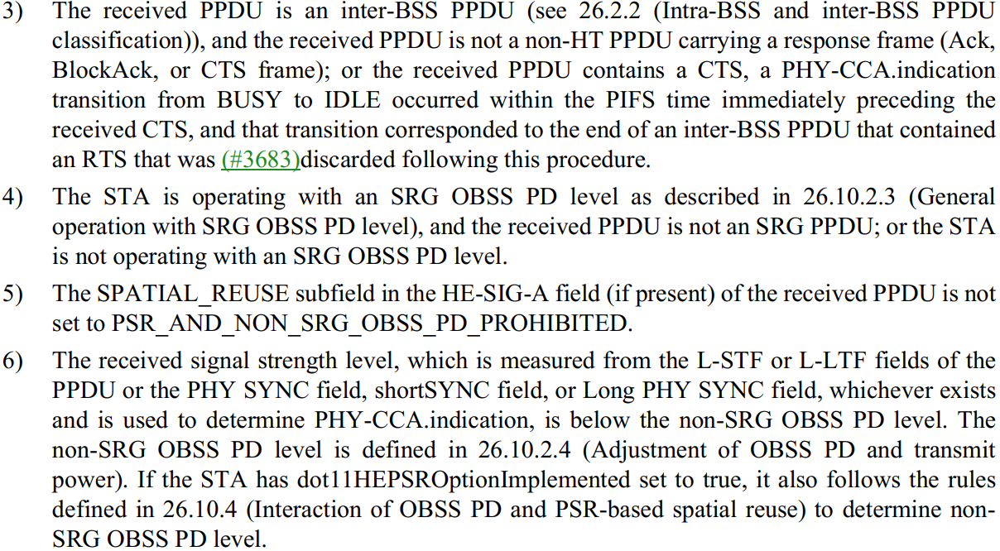 3) The received PPDU is an inter-BSS PPDU (see 26.2.2 (Intra-BSS and inter-BSS PPDU
classification)), and the received PPDU is not a non-HT PPDU carrying a response frame (Ack,
BlockAck, or CTS frame); or the received PPDU contains a CTS, a PHY-CCA.indication
transition from BUSY to IDLE occurred within the PIFS time immediately preceding the
received CTS, and that transition corresponded to the end of an inter-BSS PPDU that contained
an RTS that was (#3683)discarded following this procedure.
4) The STA is operating with an SRG OBSS PD level as described in 26.10.2.3 (General
operation with SRG OBSS PD level), and the received PPDU is not an SRG PPDU; or the STA
is not operating with an SRG OBSS PD level.
5) The SPATIAL_REUSE subfield in the HE-SIG-A field (if present) of the received PPDU is not
set to PSR_AND_NON_SRG_OBSS_PD_PROHIBITED.
6) The received signal strength level, which is measured from the L-STF or L-LTF fields of the
PPDU or the PHY SYNC field, shortSYNC field, or Long PHY SYNC field, whichever exists
and is used to determine PHY-CCA.indication, is below the non-SRG OBSS PD level. The
non-SRG OBSS PD level is defined in 26.10.2.4 (Adjustment of OBSS PD and transmit
power). If the STA has dot11HEPSROptionImplemented set to true, it also follows the rules
defined in 26.10.4 (Interaction of OBSS PD and PSR-based spatial reuse) to determine non-
SRG OBSS PD level.